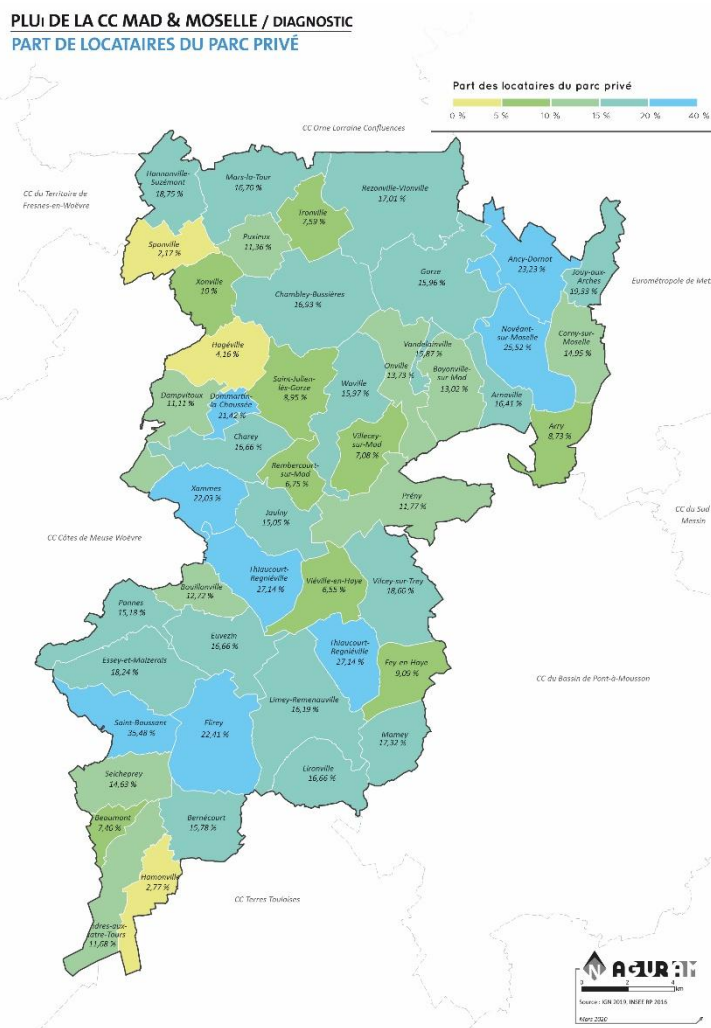 PLUi DE LA CC MAD & MOSELLE / DIAGNOSTIC
PART DE LOCATAIRES DU PARC PRIVÉ
Part des locataires du parc privé
0 % 5 % 10 % 15 % 20 % 40 %
CC Orne Lorraine Confluences
CC du Territoire de
Fresnes-en-Woëvre
Hannonville-
Suzémont
18,75 %
Mars-la-Tour
16,70 %
Rezonville-Vionville
17,01 %
Tronville
7,59 %
Puxieux
11,36 %
Sponville
2,17 %
Xonville
10 %
Chambley-Bussières
16,93 %
Gorze
15,96 %
Ancy-Dornot
23,23 %
Jouy-aux-
Arches
19,33 %
Eurométropole de Metz
Novéant-
sur-Moselle
25,52 %
Corny-sur-
Moselle
14,95 %
Hagéville
4,16 %
Saint-Julien-
lès-Gorze
8,95 %
Waville
15,97 %
Onville
13,73 %
Vandelainville
15,87 %
Bayonville-
sur Mad
13,02 %
Arnaville
16,41 %
Arry
8,73 %
Dampvitoux
11,11 %
Dommartin-
la-Chaussée
21,42 %
Charey
16,66 %
Villecey-
sur-Mad
7,08 %
Rembercourt-
sur-Mad
6,75 %
Xammes
22,03 %
Jaulny
15,05 %
Prény
11,77 %
CC du Sud
Messin
CC Côtes de Meuse Woëvre
Thiaucourt-
Regniéville
27,14 %
Viéville-en-Haye
6,55 %
Vilcey-sur-Trey
18,60 %
Bouillonville
12,72 %
Pannes
15,18 %
Euvezin
16,66 %
Thiaucourt-
Regniéville
27,14 %
Fey-en-Haye
9,09 %
Essey-et-Maizerais
18,24 %
Limey-Remenauville
16,19 %
CC du Bassin de Pont-à-Mousson
Saint-Baussant
35,48 %
Flirey
22,41 %
Mamey
17,32 %
Seicheprey
14,63 %
Lironville
16,66 %
Beaumont
7,40 %
Bernécourt
15,78 %
Hamonville
2,77 %
CC Terres Touloises
ndres-aux-
atre-Tours
11,68 %
N AGURAM
km
Source : IGN 2019, INSEE RP 2016
Mars 2020